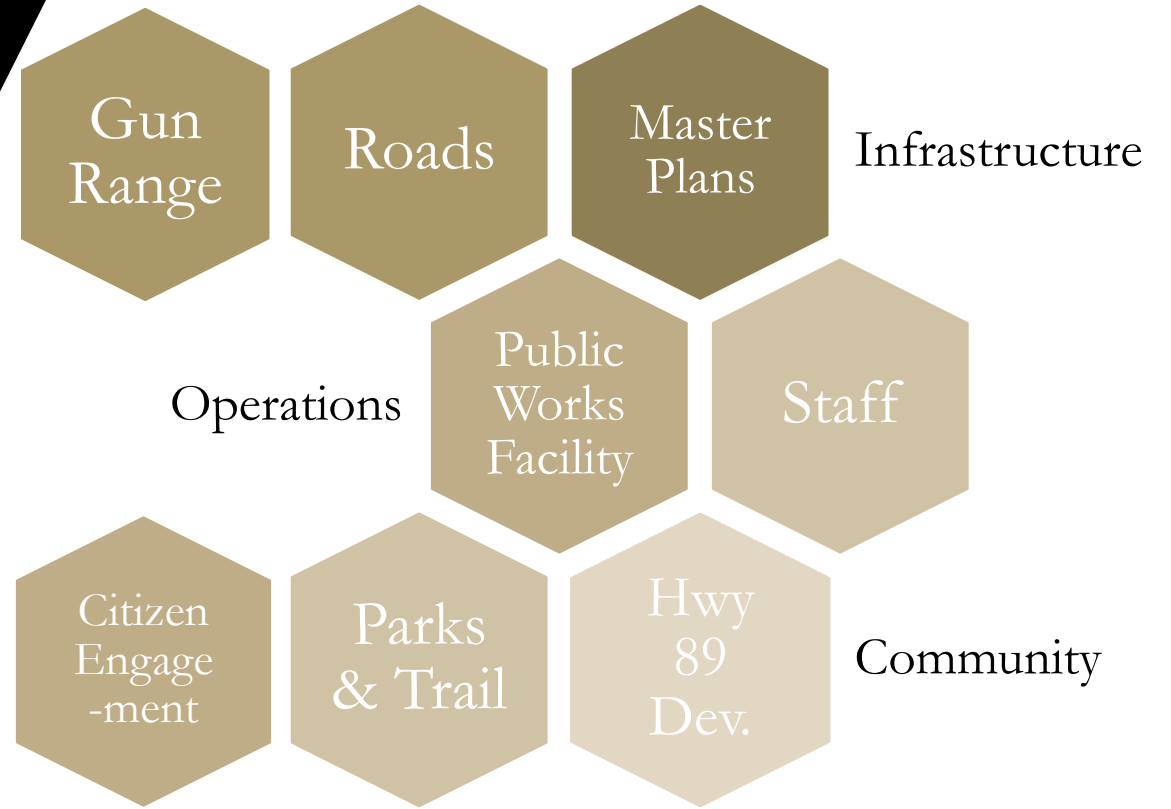 Gun
Range
Roads
Master
Plans
Infrastructure
Operations
Public
Works
Facility
Staff
Citizen
Engage
-ment
Parks
& Trail
Hwy
89
Dev.
Community